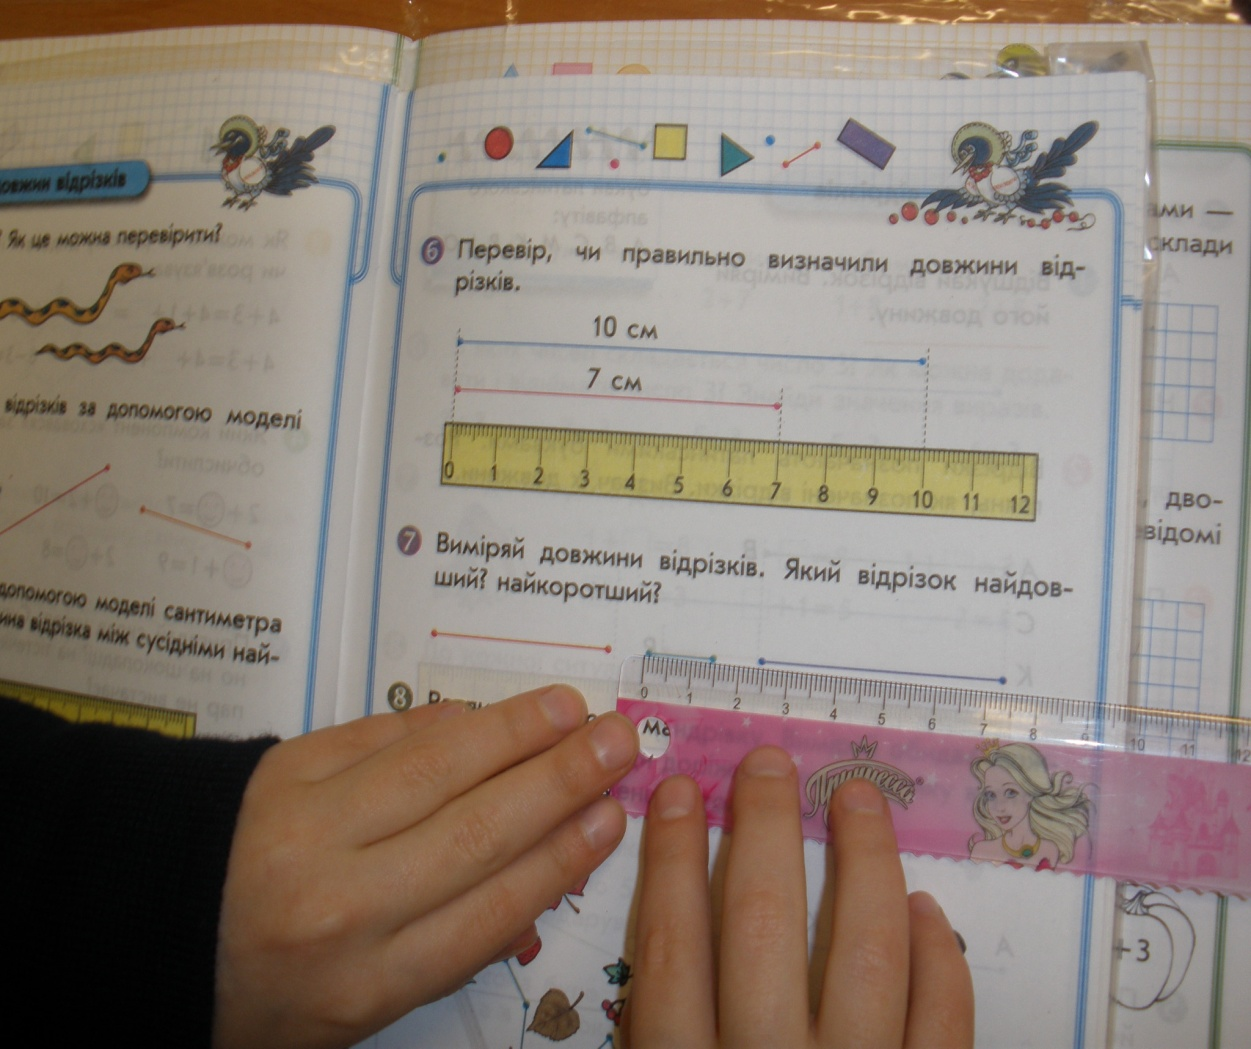 довжин відрізків
Як це можна перевірити?
відрізків за допомогою моделі
допомогою моделі сантиметра
відрізка між сусідніми най-
6 Перевір, чи правильно визначили довжини від-
різків.
10 см
7 см
0 1 2 3 4 5 6 7 8 9 10 11 12
7 Виміряй довжини відрізків. Який відрізок найдов-
ший? найкоротший?
8
0 1 2 3 4 5 6 7 8 9 10 11 12
Принцеса
ами —
склади
, дво-
відомі
+3